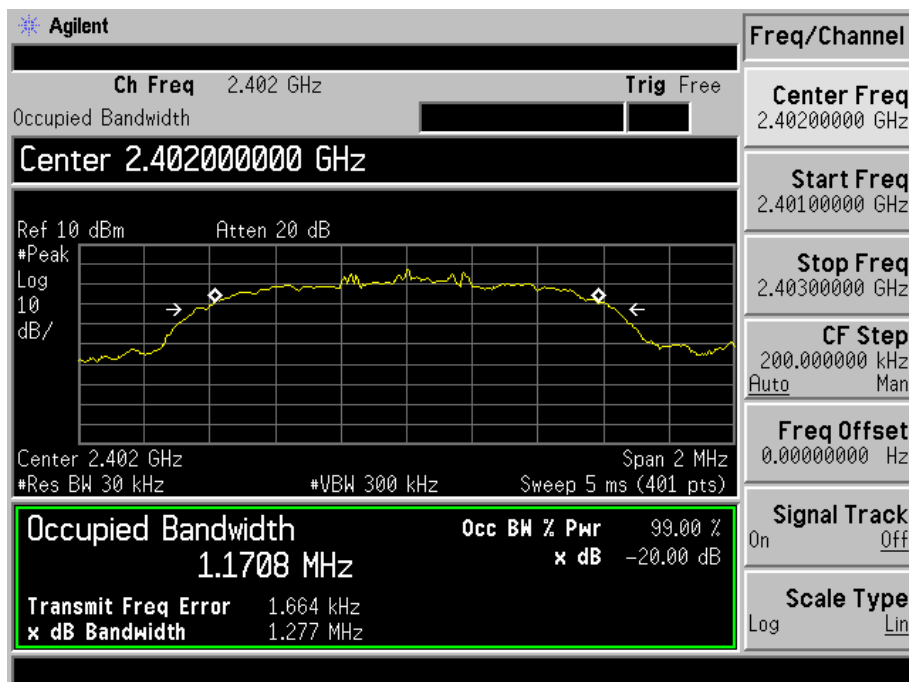 Agilent
Freq/Channel
Ch Freq 2.402 GHz Trig Free
Occupied Bandwidth
Center 2.402000000 GHz
Ref 10 dBm Atten 20 dB
#Peak
Log
10
dB/
Center 2.402 GHz Span 2 MHz
#Res BW 30 kHz #VBW 300 kHz Sweep 5 ms (401 pts)
Occupied Bandwidth
1.1708 MHz
Occ BW % Pwr 99.00 %
x dB -20.00 dB
Transmit Freq Error 1.664 kHz
x dB Bandwidth 1.277 MHz
Center Freq
2.40200000 GHz
Start Freq
2.40100000 GHz
Stop Freq
2.40300000 GHz
CF Step
200.000000 kHz
Auto Man
Freq Offset
0.00000000 Hz
Signal Track
On Off
Scale Type
Log Lin